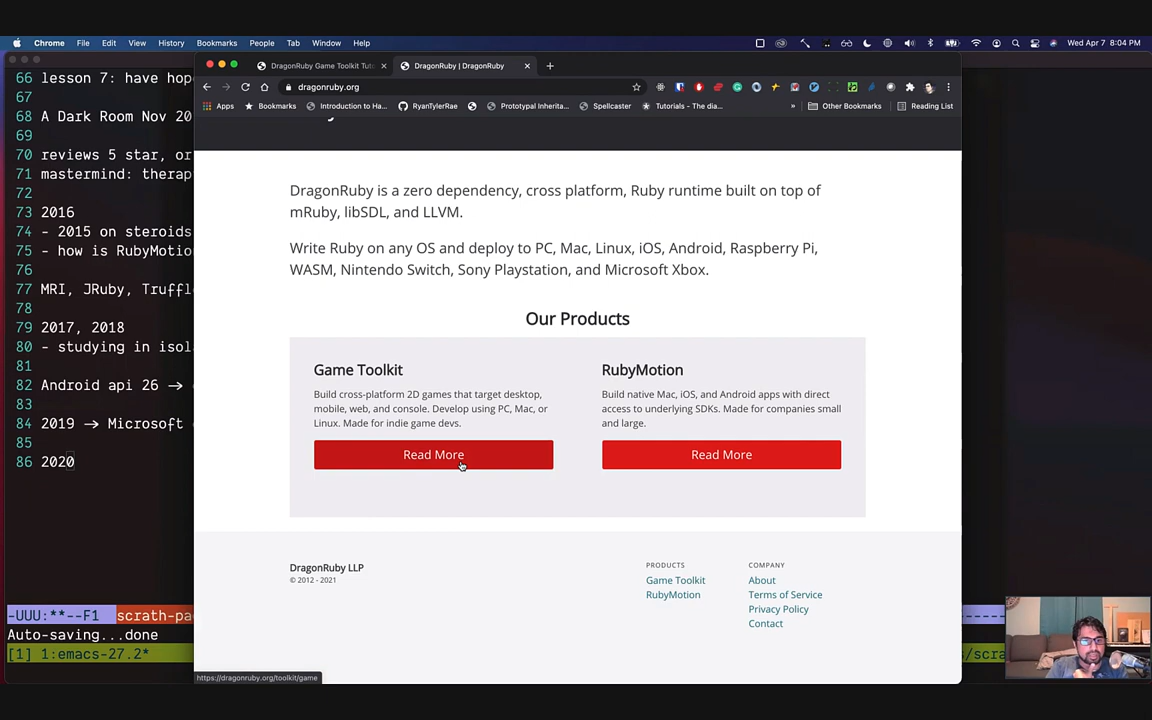 Chrome File Edit View History Bookmarks People Tab Window Help
Wed Apr 7 8:04 PM
DragonRuby Game Toolkit Tuto
DragonRuby | DragonRuby
dragonruby.org
Apps
Bookmarks
Introduction to Ha...
RyanTylerRae
Prototypal Inherita...
Spellcaster
Tutorials - The dia...
»
Other Bookmarks
Reading List
66 lesson 7: have hop
67
68 A Dark Room Nov 20
69
70 reviews 5 star, or
71 mastermind: therap
72
73 2016
74 - 2015 on steroids
75 - how is RubyMotio
76
77 MRI, JRuby, Truffl
78
79 2017, 2018
80 - studying in isol
81
82 Android api 26 →
83
84 2019 → Microsoft
85
86 2020
-UUU:**--F1 scrath-pa
Auto-saving...done
[1] 1:emacs-27.2*
DragonRuby is a zero dependency, cross platform, Ruby runtime built on top of
mRuby, libSDL, and LLVM.
Write Ruby on any OS and deploy to PC, Mac, Linux, iOS, Android, Raspberry Pi,
WASM, Nintendo Switch, Sony Playstation, and Microsoft Xbox.
Our Products
Game Toolkit
Build cross-platform 2D games that target desktop,
mobile, web, and console. Develop using PC, Mac, or
Linux. Made for indie game devs.
Read More
RubyMotion
Build native Mac, iOS, and Android apps with direct
access to underlying SDKs. Made for companies small
and large.
Read More
DragonRuby LLP
© 2012 - 2021
PRODUCTS
Game Toolkit
RubyMotion
COMPANY
About
Terms of Service
Privacy Policy
Contact
https://dragonruby.org/toolkit/game